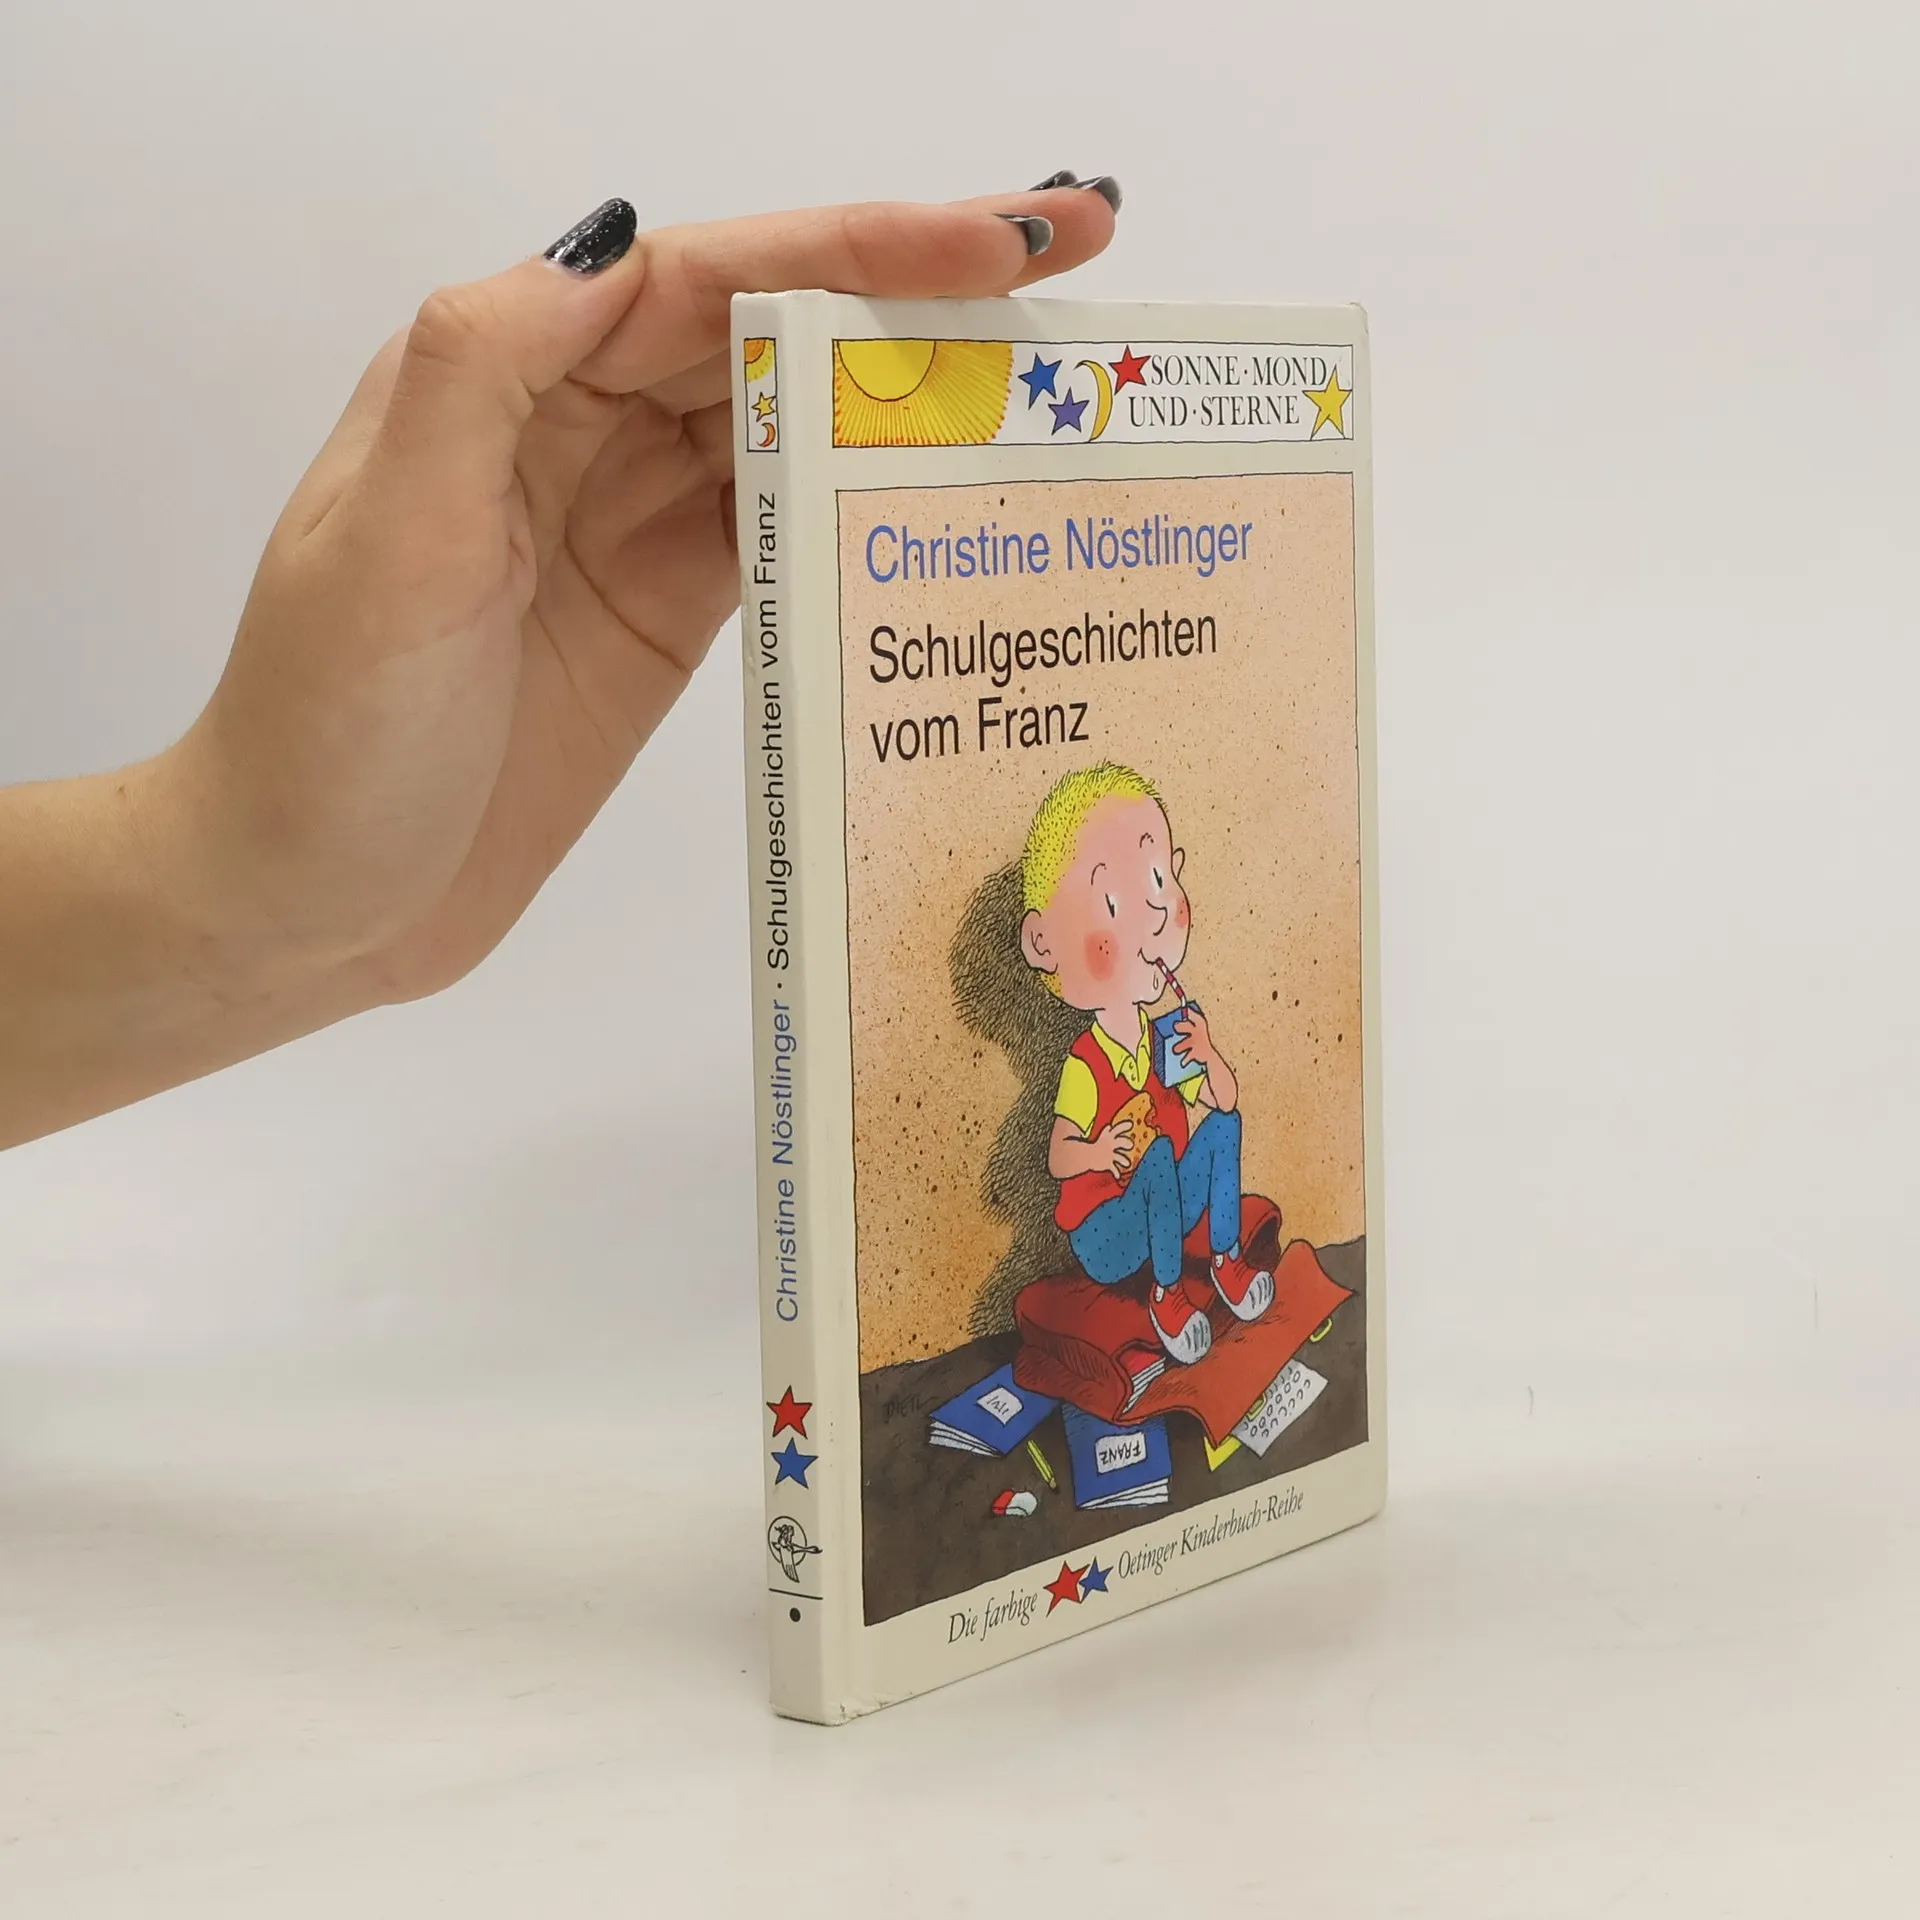 SONNE·MOND
UND·STERNE
Christine Nöstlinger
Schulgeschichten
vom Franz
FRANZ
DIETL
Die farbige Oetinger Kinderbuch-Reihe
Christine Nöstlinger · Schulgeschichten vom Franz